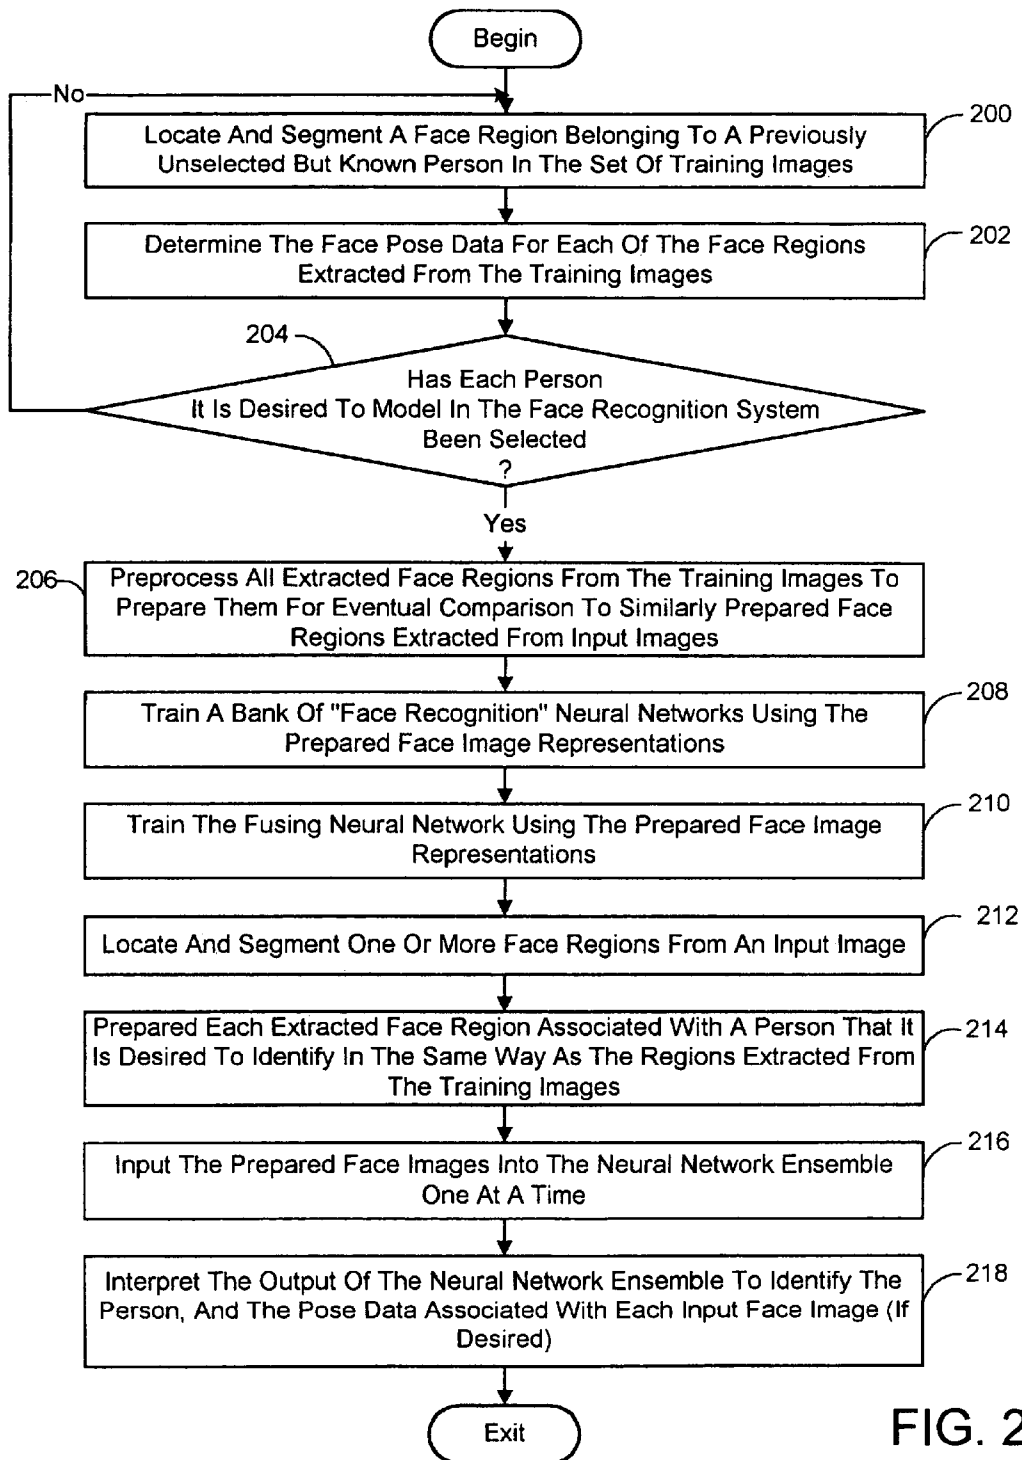 Begin
No
200
Locate And Segment A Face Region Belonging To A Previously
Unselected But Known Person In The Set Of Training Images
202
Determine The Face Pose Data For Each Of The Face Regions
Extracted From The Training Images
204
Has Each Person
It Is Desired To Model In The Face Recognition System
Been Selected
?
Yes
206
Preprocess All Extracted Face Regions From The Training Images To
Prepare Them For Eventual Comparison To Similarly Prepared Face
Regions Extracted From Input Images
208
Train A Bank Of "Face Recognition" Neural Networks Using The
Prepared Face Image Representations
210
Train The Fusing Neural Network Using The Prepared Face Image
Representations
212
Locate And Segment One Or More Face Regions From An Input Image
Prepared Each Extracted Face Region Associated With A Person That It
Is Desired To Identify In The Same Way As The Regions Extracted From
The Training Images
214
216
Input The Prepared Face Images Into The Neural Network Ensemble
One At A Time
218
Interpret The Output Of The Neural Network Ensemble To Identify The
Person, And The Pose Data Associated With Each Input Face Image (If
Desired)
Exit
FIG. 2